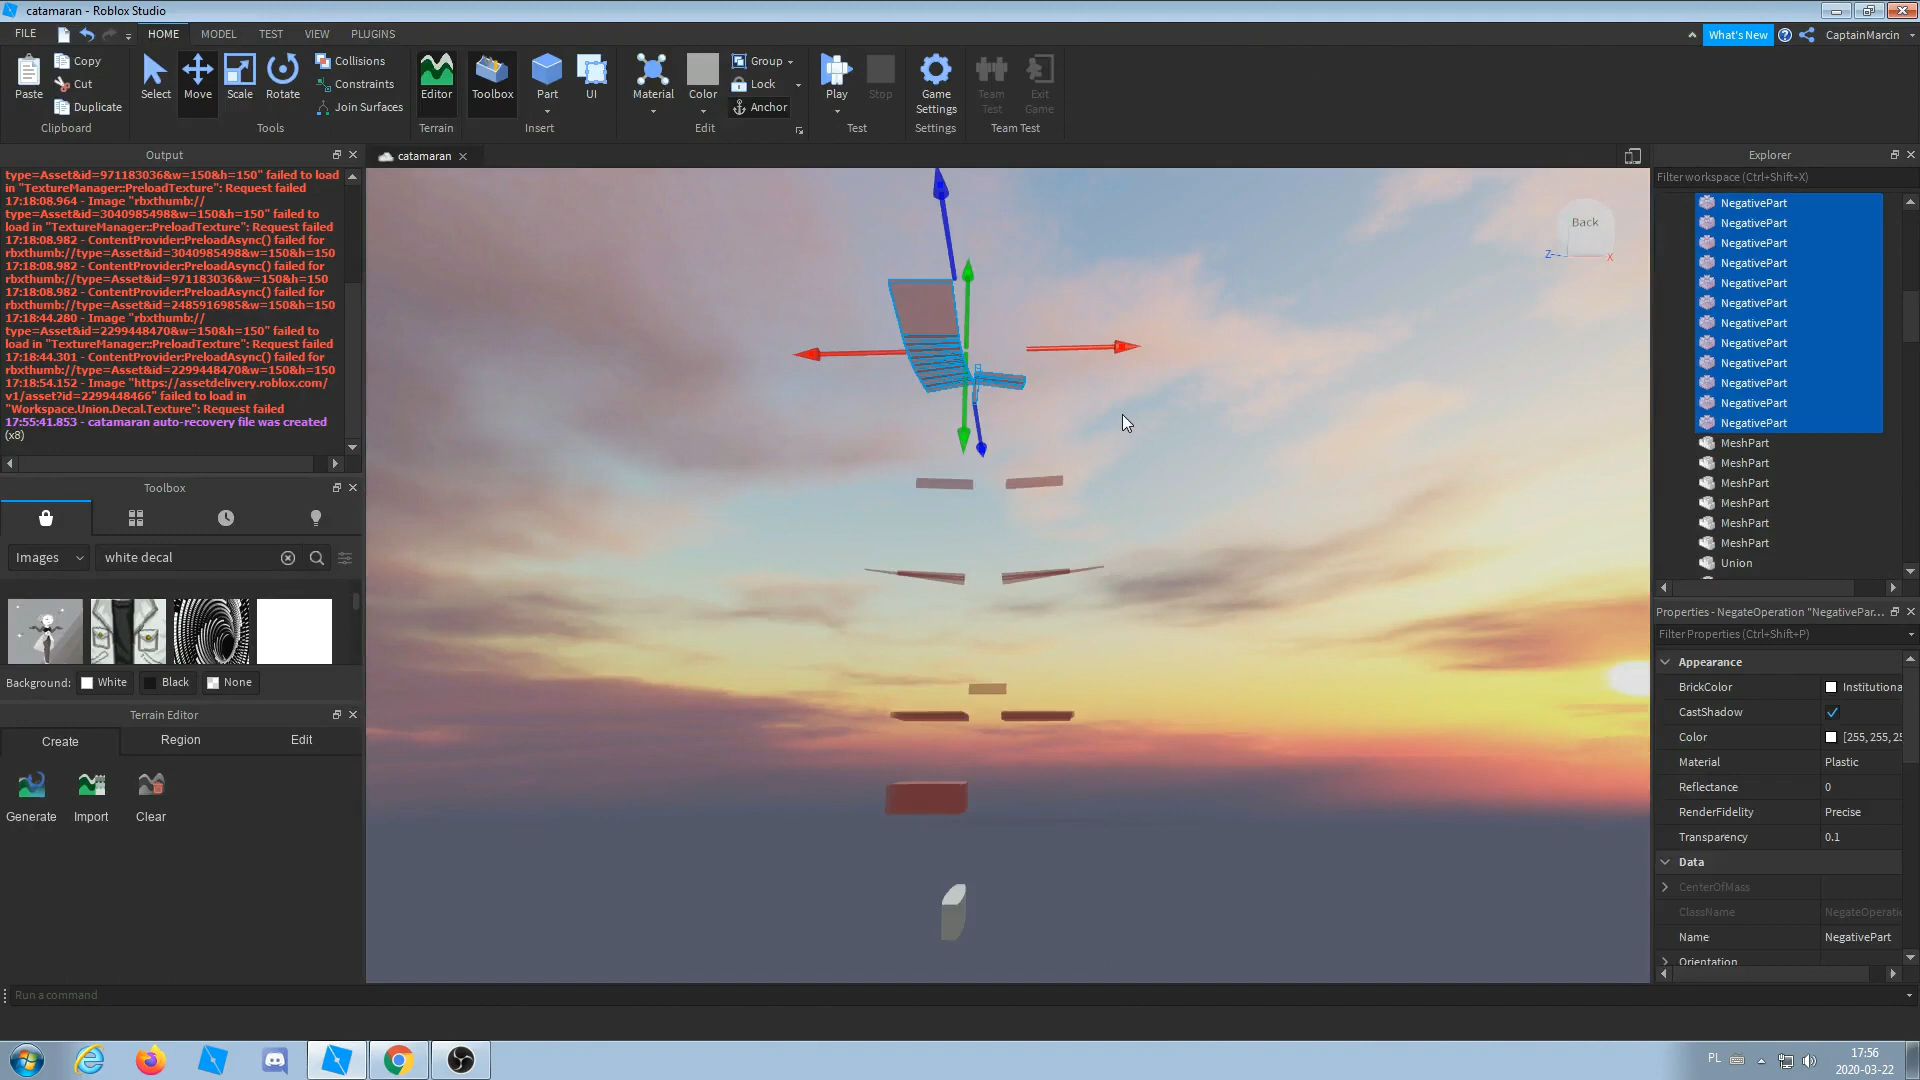 catamaran - Roblox Studio
FILE
HOME
MODEL
TEST
VIEW
PLUGINS
What's New
CaptainMarcin
Paste
Copy
Cut
Duplicate
Clipboard
Select
Move
Scale
Rotate
Collisions
Constraints
Join Surfaces
Tools
Editor
Terrain
Toolbox
Part
UI
Insert
Material
Color
Group
Lock
Anchor
Edit
Play
Stop
Test
Game
Settings
Settings
Team
Test
Exit
Game
Team Test
Output
type=Asset&id=971183036&w=150&h=150" failed to load
in "TextureManager::PreloadTexture": Request failed
17:18:08.964 - Image "rbxthumb://
type=Asset&id=3040985498&w=150&h=150" failed to
load in "TextureManager::PreloadTexture": Request failed
17:18:08.982 - ContentProvider:PreloadAsync() failed for
rbxthumb://type=Asset&id=3040985498&w=150&h=150
17:18:08.982 - ContentProvider:PreloadAsync() failed for
rbxthumb://type=Asset&id=971183036&w=150&h=150
17:18:08.982 - ContentProvider:PreloadAsync() failed for
rbxthumb://type=Asset&id=2485916985&w=150&h=150
17:18:44.280 - Image "rbxthumb://
type=Asset&id=2299448470&w=150&h=150" failed to
load in "TextureManager::PreloadTexture": Request failed
17:18:44.301 - ContentProvider:PreloadAsync() failed for
rbxthumb://type=Asset&id=2299448470&w=150&h=150
17:18:54.152 - Image "https://assetdelivery.roblox.com/
v1/asset?id=2299448466" failed to load in
"Workspace.Union.Decal.Texture": Request failed
17:55:41.853 - catamaran auto-recovery file was created
(x8)
Toolbox
Images
white decal
Background:
White
Black
None
Terrain Editor
Create
Region
Edit
Generate
Import
Clear
catamaran
Back
Z
X
Explorer
Filter workspace (Ctrl+Shift+X)
NegativePart
NegativePart
NegativePart
NegativePart
NegativePart
NegativePart
NegativePart
NegativePart
NegativePart
NegativePart
NegativePart
NegativePart
MeshPart
MeshPart
MeshPart
MeshPart
MeshPart
MeshPart
Union
Properties - NegateOperation "NegativePar...
Filter Properties (Ctrl+Shift+P)
Appearance
BrickColor Institutiona
CastShadow
Color [255, 255, 25
Material Plastic
Reflectance 0
RenderFidelity Precise
Transparency 0.1
Data
CenterOfMass
ClassName NegateOperati
Name NegativePart
Orientation
Run a command
PL
17:56
2020-03-22